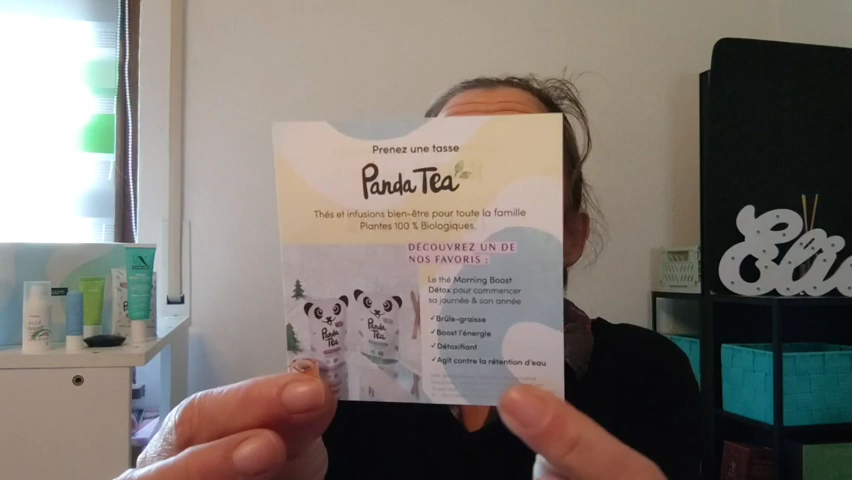 Prenez une tasse
Panda Tea
Thés et infusions bien-être pour toute la famille
Plantes 100 % Biologiques.
DÉCOUVREZ UN DE
NOS FAVORIS :
Le thé Morning Boost
Détox pour commencer
sa journée & son année
✓Brûle-graisse
✓Boost l'énergie
✓Détoxifiant
✓Agit contre la rétention d'eau
Panda
Tea
Panda
Tea